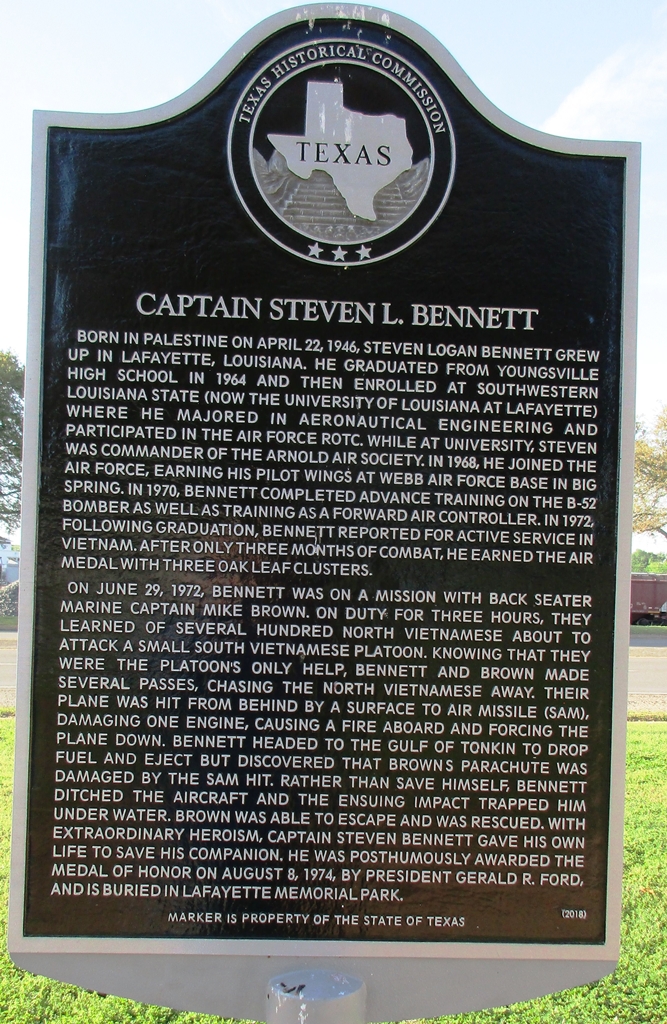 TEXAS HISTORICAL COMMISSION
TEXAS
CAPTAIN STEVEN L. BENNETT
BORN IN PALESTINE ON APRIL 22, 1946, STEVEN LOGAN BENNETT GREW
UP IN LAFAYETTE, LOUISIANA. HE GRADUATED FROM YOUNGSVILLE
HIGH SCHOOL IN 1964 AND THEN ENROLLED AT SOUTHWESTERN
LOUISIANA STATE (NOW THE UNIVERSITY OF LOUISIANA AT LAFAYETTE)
WHERE HE MAJORED IN AERONAUTICAL ENGINEERING AND
PARTICIPATED IN THE AIR FORCE ROTC. WHILE AT UNIVERSITY, STEVEN
WAS COMMANDER OF THE ARNOLD AIR SOCIETY. IN 1968, HE JOINED THE
AIR FORCE, EARNING HIS PILOT WINGS AT WEBB AIR FORCE BASE IN BIG
SPRING. IN 1970, BENNETT COMPLETED ADVANCE TRAINING ON THE B-52
BOMBER AS WELL AS TRAINING AS A FORWARD AIR CONTROLLER. IN 1972,
FOLLOWING GRADUATION, BENNETT REPORTED FOR ACTIVE SERVICE IN
VIETNAM. AFTER ONLY THREE MONTHS OF COMBAT, HE EARNED THE AIR
MEDAL WITH THREE OAK LEAF CLUSTERS.
ON JUNE 29, 1972, BENNETT WAS ON A MISSION WITH BACK SEATER
MARINE CAPTAIN MIKE BROWN. ON DUTY FOR THREE HOURS, THEY
LEARNED OF SEVERAL HUNDRED NORTH VIETNAMESE ABOUT TO
ATTACK A SMALL SOUTH VIETNAMESE PLATOON. KNOWING THAT THEY
WERE THE PLATOON'S ONLY HELP, BENNETT AND BROWN MADE
SEVERAL PASSES, CHASING THE NORTH VIETNAMESE AWAY. THEIR
PLANE WAS HIT FROM BEHIND BY A SURFACE TO AIR MISSILE (SAM),
DAMAGING ONE ENGINE, CAUSING A FIRE ABOARD AND FORCING THE
PLANE DOWN. BENNETT HEADED TO THE GULF OF TONKIN TO DROP
FUEL AND EJECT BUT DISCOVERED THAT BROWN'S PARACHUTE WAS
DAMAGED BY THE SAM HIT. RATHER THAN SAVE HIMSELF, BENNETT
DITCHED THE AIRCRAFT AND THE ENSUING IMPACT TRAPPED HIM
UNDER WATER. BROWN WAS ABLE TO ESCAPE AND WAS RESCUED. WITH
EXTRAORDINARY HEROISM, CAPTAIN STEVEN BENNETT GAVE HIS OWN
LIFE TO SAVE HIS COMPANION. HE WAS POSTHUMOUSLY AWARDED THE
MEDAL OF HONOR ON AUGUST 8, 1974, BY PRESIDENT GERALD R. FORD,
AND IS BURIED IN LAFAYETTE MEMORIAL PARK.
(2018)
MARKER IS PROPERTY OF THE STATE OF TEXAS